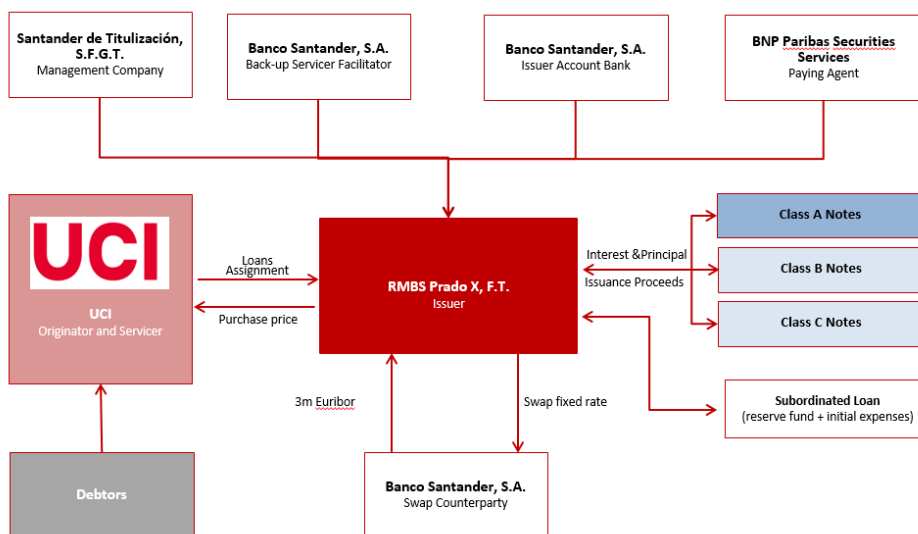 Santander de Titulización,
S.F.G.T.
Management Company
Banco Santander, S.A.
Back-up Servicer Facilitator
Banco Santander, S.A.
Issuer Account Bank
BNP Paribas Securities
Services
Paying Agent
UCI
UCI
Originator and Servicer
Loans
Assignment
Purchase price
RMBS Prado X, F.T.
Issuer
Interest &Principal
Issuance Proceeds
Class A Notes
Class B Notes
Class C Notes
3m Euribor
Swap fixed rate
Subordinated Loan
(reserve fund + initial expenses)
Debtors
Banco Santander, S.A.
Swap Counterparty